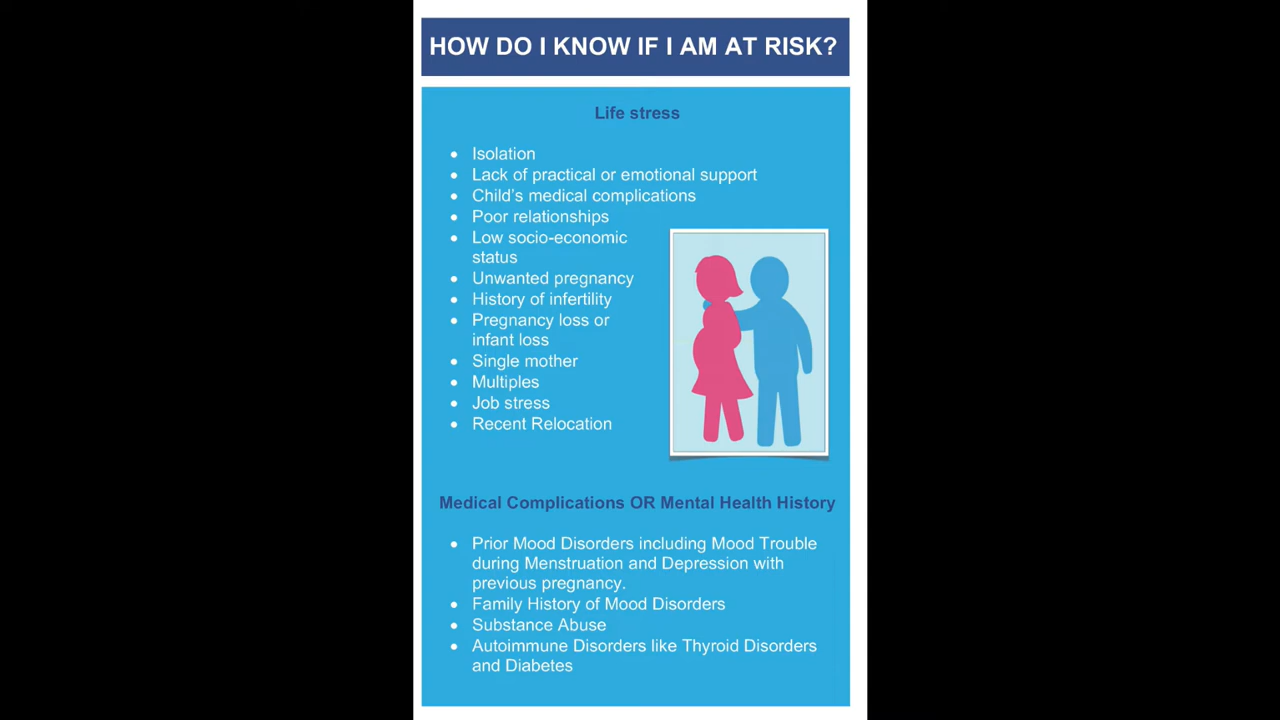 HOW DO I KNOW IF I AM AT RISK?
Life stress
• Isolation
• Lack of practical or emotional support
• Child's medical complications
• Poor relationships
• Low socio-economic
status
• Unwanted pregnancy
• History of infertility
• Pregnancy loss or
infant loss
• Single mother
• Multiples
• Job stress
• Recent Relocation
Medical Complications OR Mental Health History
• Prior Mood Disorders including Mood Trouble
during Menstruation and Depression with
previous pregnancy.
• Family History of Mood Disorders
• Substance Abuse
• Autoimmune Disorders like Thyroid Disorders
and Diabetes